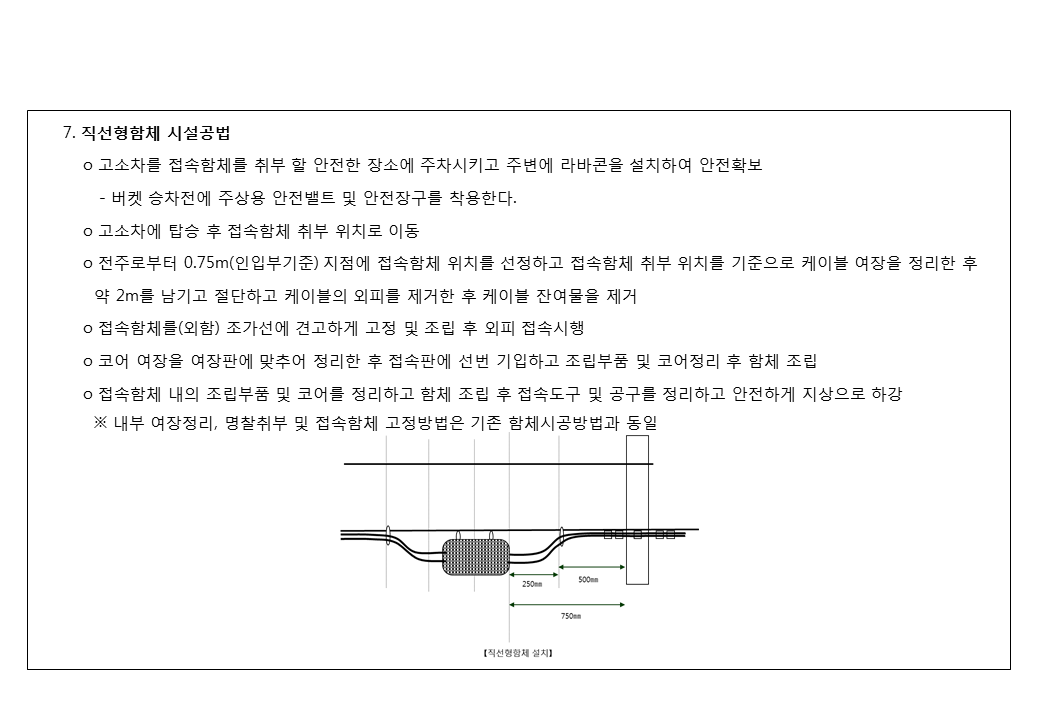 7. 직선형함체 시설공법
ㅇ 고소차를 접속함체를 취부 할 안전한 장소에 주차시키고 주변에 라바콘을 설치하여 안전확보
- 버켓 승차전에 주상용 안전밸트 및 안전장구를 착용한다.
ㅇ 고소차에 탑승 후 접속함체 취부 위치로 이동
ㅇ 전주로부터 0.75m(인입부기준) 지점에 접속함체 위치를 선정하고 접속함체 취부 위치를 기준으로 케이블 여장을 정리한 후
약 2m를 남기고 절단하고 케이블의 외피를 제거한 후 케이블 잔여물을 제거
ㅇ 접속함체를(외함) 조가선에 견고하게 고정 및 조립 후 외피 접속시행
ㅇ 코어 여장을 여장판에 맞추어 정리한 후 접속판에 선번 기입하고 조립부품 및 코어정리 후 함체 조립
ㅇ 접속함체 내의 조립부품 및 코어를 정리하고 함체 조립 후 접속도구 및 공구를 정리하고 안전하게 지상으로 하강
※ 내부 여장정리, 명찰취부 및 접속함체 고정방법은 기존 함체시공방법과 동일
250㎜
500㎜
750㎜
【직선형함체 설치】